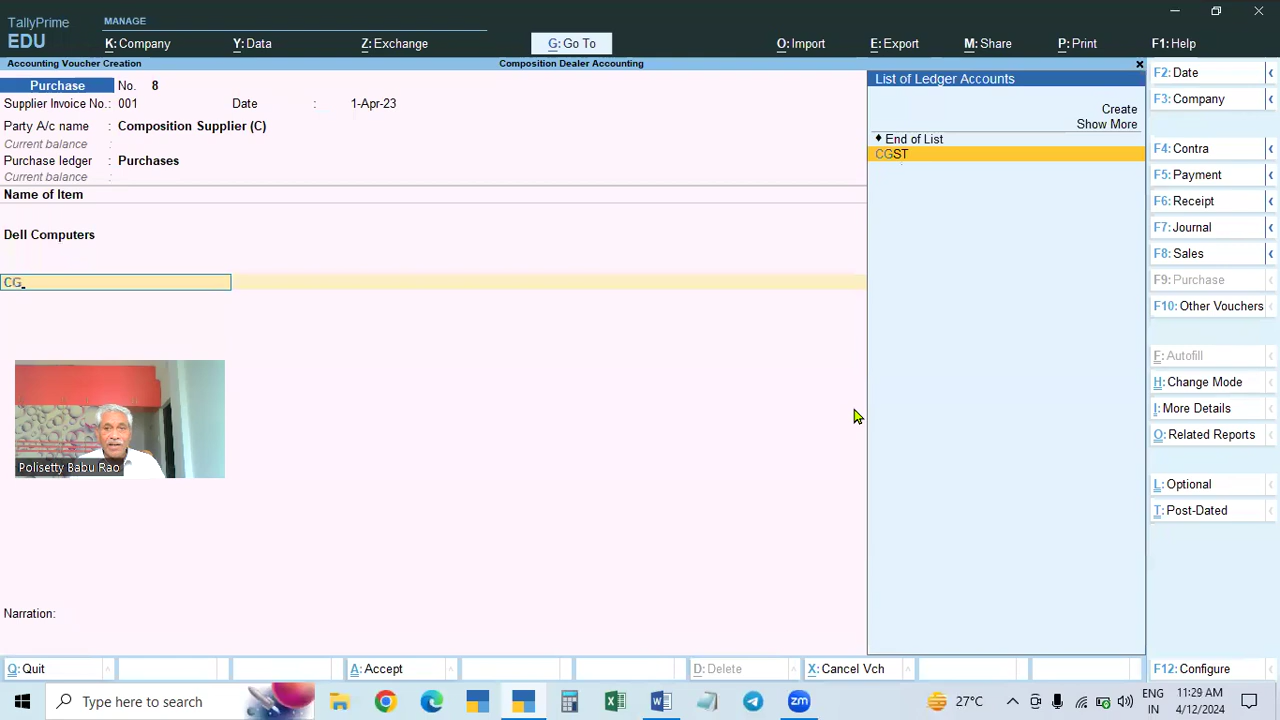 TallyPrime
EDU
MANAGE
K: Company
Y: Data
Z: Exchange
G: Go To
O: Import
E: Export
M: Share
P: Print
F1: Help
Accounting Voucher Creation
Composition Dealer Accounting
Purchase No. 8
Supplier Invoice No.: 001 Date : 1-Apr-23
Party A/c name : Composition Supplier (C)
Current balance :
Purchase ledger : Purchases
Current balance :
Name of Item
Dell Computers
CG
Polisetty Babu Rao
Narration:
List of Ledger Accounts
Create
Show More
♦ End of List
CGST
F2: Date
F3: Company
F4: Contra
F5: Payment
F6: Receipt
F7: Journal
F8: Sales
F9: Purchase
F10: Other Vouchers
F: Autofill
H: Change Mode
I: More Details
O: Related Reports
L: Optional
T: Post-Dated
Q: Quit
A: Accept
D: Delete
X: Cancel Vch
F12: Configure
Type here to search
27°C
ENG
IN
11:29 AM
4/12/2024